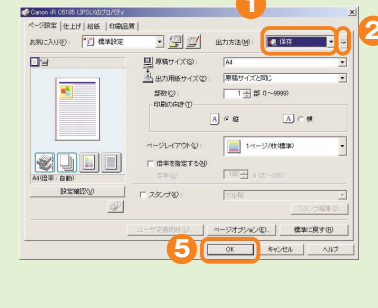 1
Canon iR C5185 LIPSLXのプロパティ
ページ設定 仕上げ 給紙 印刷品質
お気に入り(F): 標準設定
出力方法(M): 保存
2
原稿サイズ(S): A4
出力用紙サイズ(Z): 原稿サイズと同じ
部数(C): 1 部 (1～9999)
印刷の向き(T)
A 縦 A 横
ページレイアウト(L): 1ページ/枚(標準)
倍率を指定する(N)
倍率(G): 100 % (20～200)
A4(倍率: 自動)
設定確認(V)
スタンプ(W): マル秘
スタンプ編集(I)...
ページオプション(E)...
標準に戻す(R)
5
OK キャンセル ヘルプ